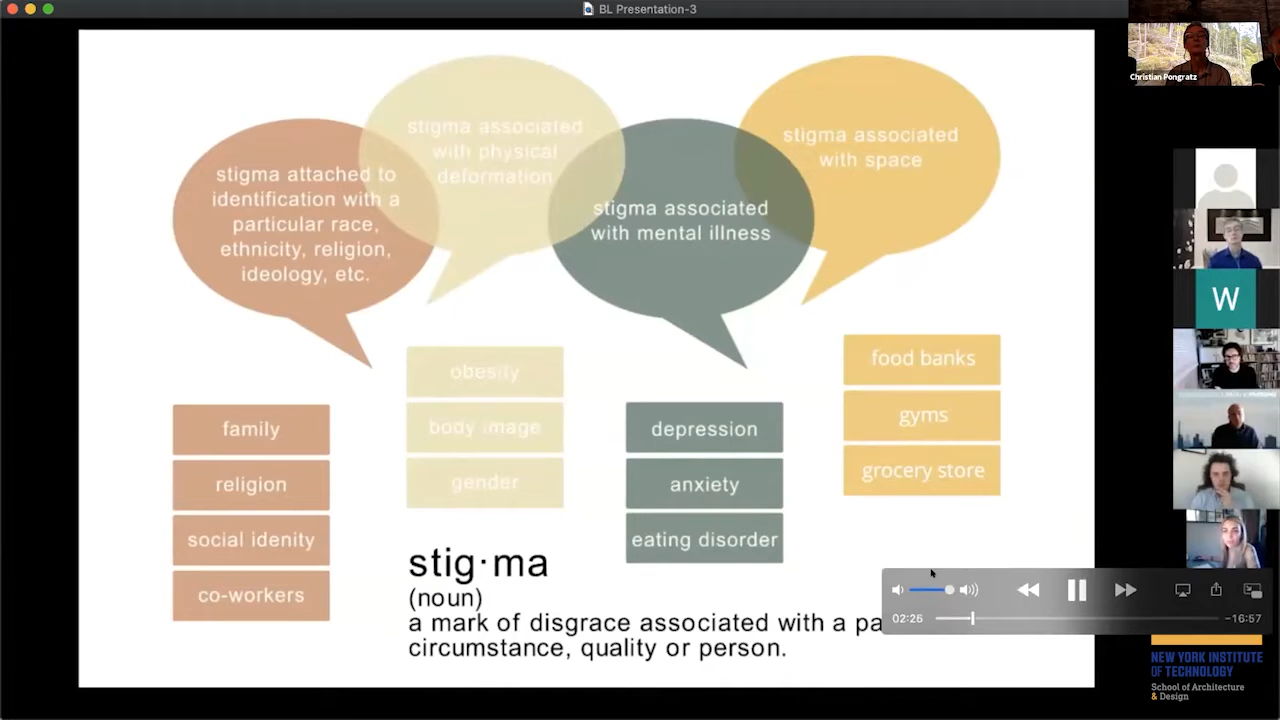 BL Presentation-3
Christian Pongratz
stigma attached to
identification with a
particular race,
ethnicity, religion,
ideology, etc.
stigma associated
with physical
deformation
stigma associated
with mental illness
stigma associated
with space
family
religion
social idenity
co-workers
obesity
body image
gender
depression
anxiety
eating disorder
food banks
gyms
grocery store
stig·ma
(noun)
a mark of disgrace associated with a pa
circumstance, quality or person.
W
02:26
-16:57
NEW YORK INSTITUTE
OF TECHNOLOGY
School of Architecture
& Design